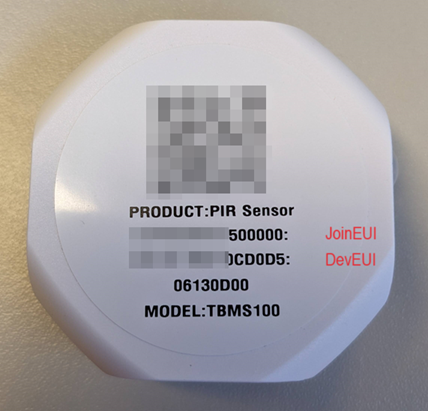 PRODUCT:PIR Sensor
500000: JoinEUI
0CD0D5: DevEUI
06130D00
MODEL:TBMS100